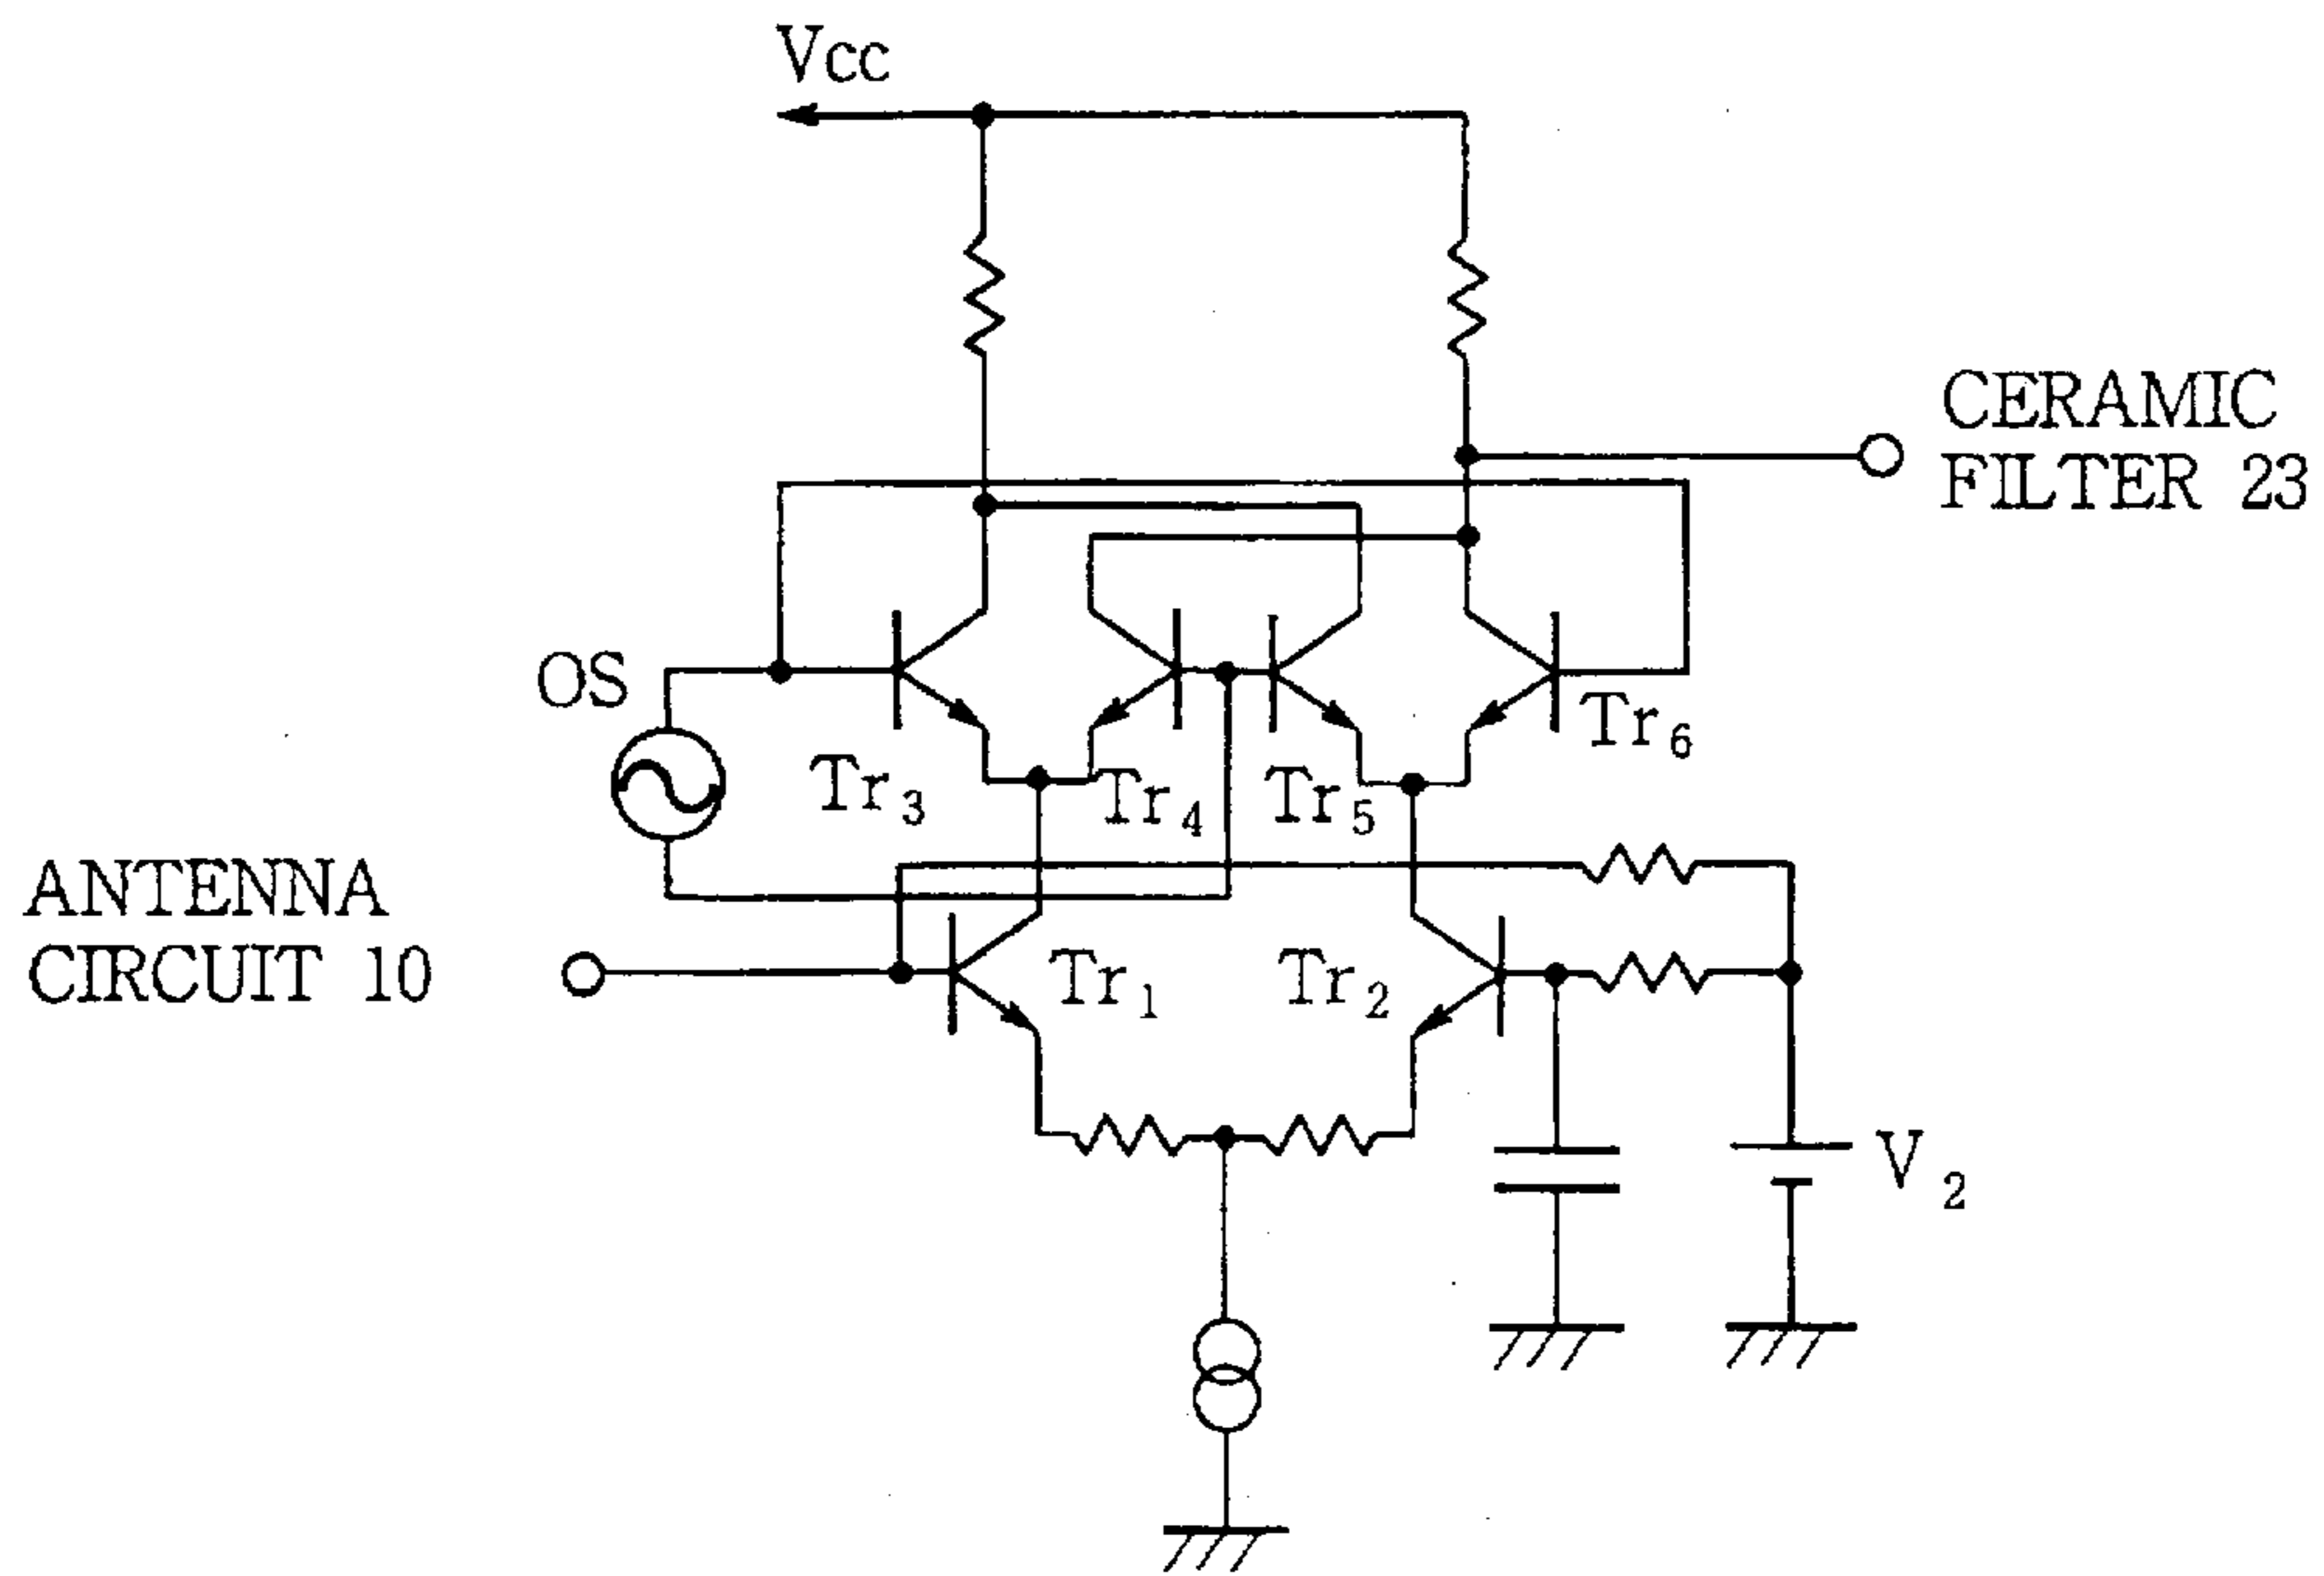 Vcc
CERAMIC
FILTER 23
OS
Tr6
Tr3
Tr4
Tr5
ANTENNA
CIRCUIT 10
Tr1
Tr2
V2